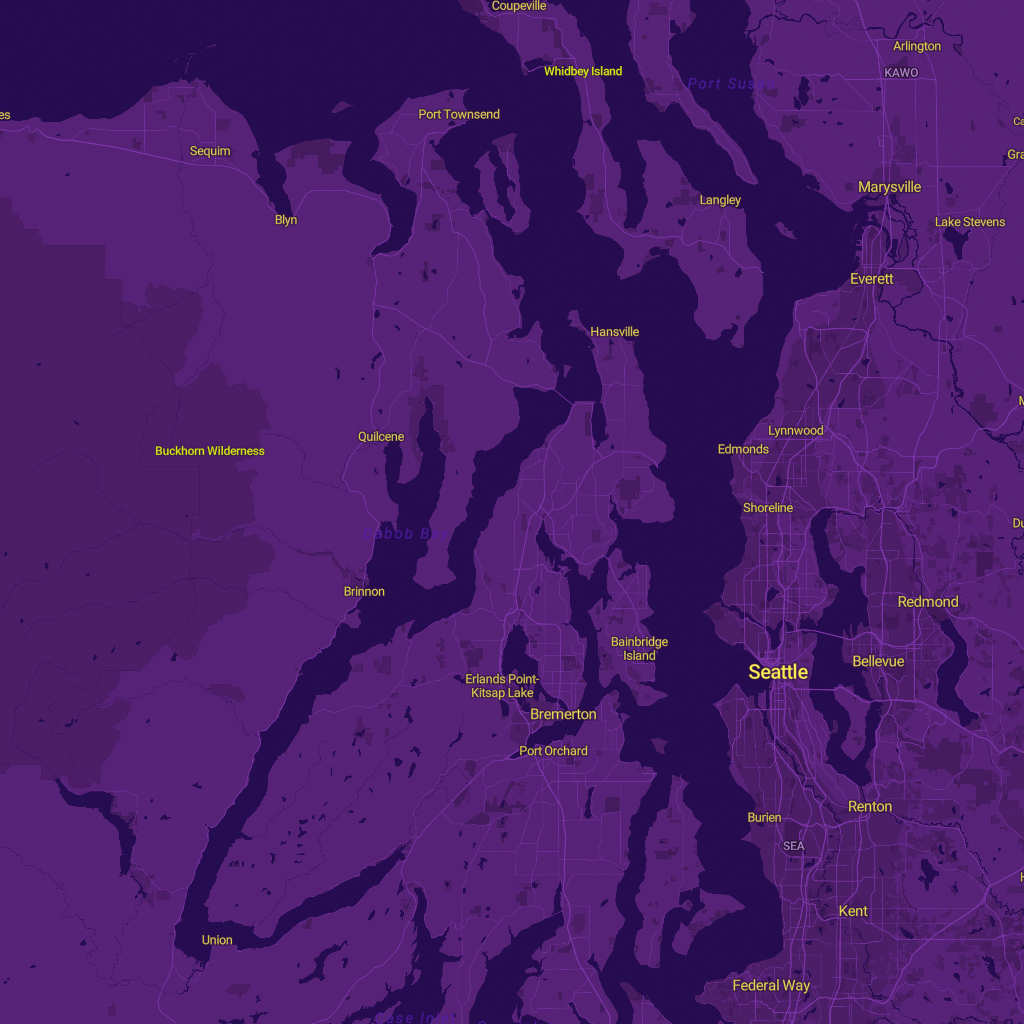 Coupeville
Arlington
KAWO
Whidbey Island
Port Townsend
Sequim
Marysville
Langley
Blyn
Lake Stevens
Everett
Hansville
Lynnwood
Quilcene
Edmonds
Buckhorn Wilderness
Shoreline
Brinnon
Redmond
Bainbridge
Island
Bellevue
Seattle
Erlands Point-
Kitsap Lake
Bremerton
Port Orchard
Renton
Burien
SEA
Kent
Union
Federal Way